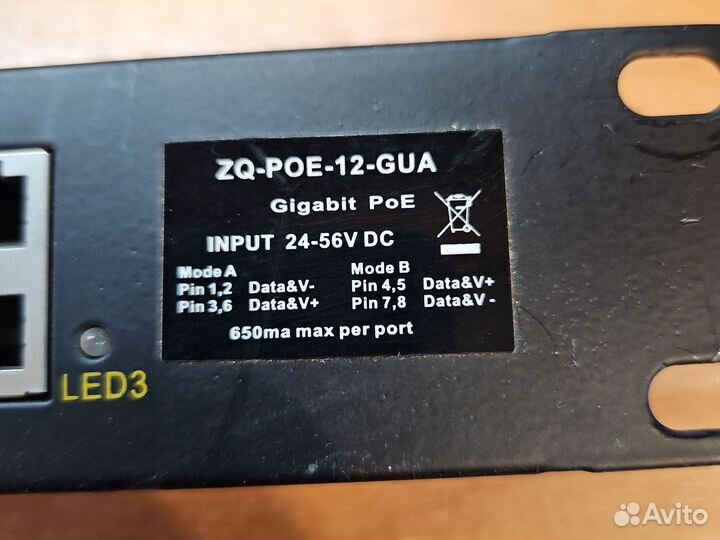 ZQ-POE-12-GUA
Gigabit PoE
INPUT 24-56V DC
Mode A
Pin 1,2 Data&V-
Pin 3,6 Data&V+
Mode B
Pin 4,5 Data&V+
Pin 7,8 Data&V -
650ma max per port
LED3
Avito